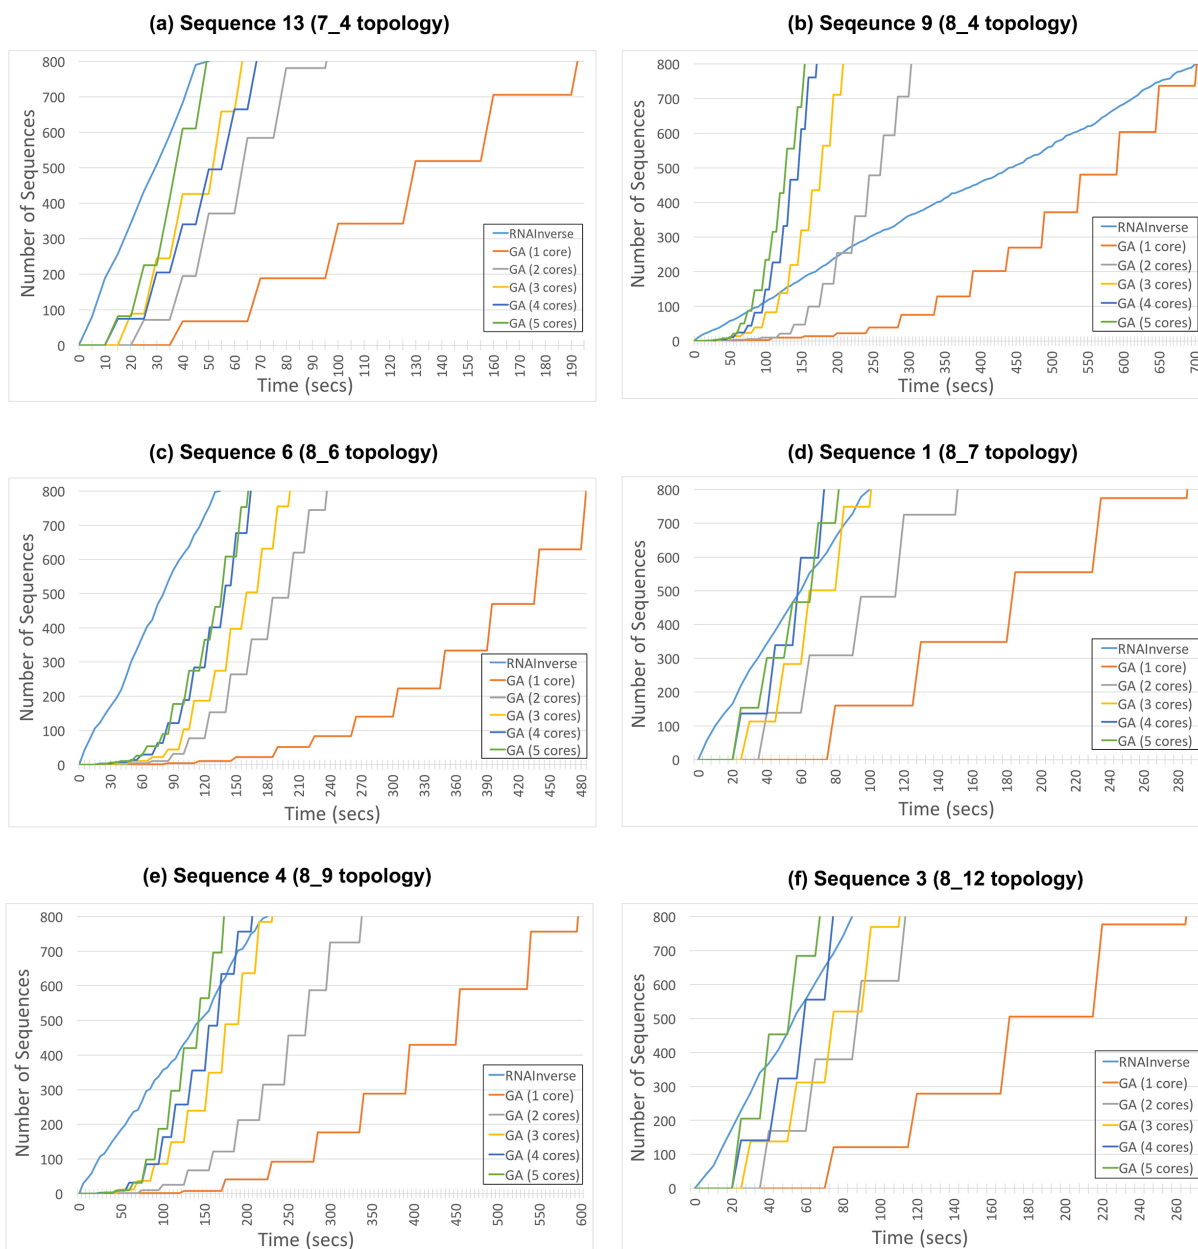 (a) Sequence 13 (7_4 topology)
800
700
600
500
400
300
200
100
0
Number of Sequences
0 10 20 30 40 50 60 70 80 90 100 110 120 130 140 150 160 170 180 190
Time (secs)
RNAInverse
GA (1 core)
GA (2 cores)
GA (3 cores)
GA (4 cores)
GA (5 cores)
(b) Seqeunce 9 (8_4 topology)
800
700
600
500
400
300
200
100
0
Number of Sequences
0 50 100 150 200 250 300 350 400 450 500 550 600 650 700
Time (secs)
RNAInverse
GA (1 core)
GA (2 cores)
GA (3 cores)
GA (4 cores)
GA (5 cores)
(c) Sequence 6 (8_6 topology)
800
700
600
500
400
300
200
100
0
Number of Sequences
0 30 60 90 120 150 180 210 240 270 300 330 360 390 420 450 480
Time (secs)
RNAInverse
GA (1 core)
GA (2 cores)
GA (3 cores)
GA (4 cores)
GA (5 cores)
(d) Sequence 1 (8_7 topology)
800
700
600
500
400
300
200
100
0
Number of Sequences
0 20 40 60 80 100 120 140 160 180 200 220 240 260 280
Time (secs)
RNAInverse
GA (1 core)
GA (2 cores)
GA (3 cores)
GA (4 cores)
GA (5 cores)
(e) Sequence 4 (8_9 topology)
800
700
600
500
400
300
200
100
0
Number of Sequences
0 50 100 150 200 250 300 350 400 450 500 550 600
Time (secs)
RNAInverse
GA (1 core)
GA (2 cores)
GA (3 cores)
GA (4 cores)
GA (5 cores)
(f) Sequence 3 (8_12 topology)
800
700
600
500
400
300
200
100
0
Number of Sequences
0 20 40 60 80 100 120 140 160 180 200 220 240 260
Time (secs)
RNAInverse
GA (1 core)
GA (2 cores)
GA (3 cores)
GA (4 cores)
GA (5 cores)